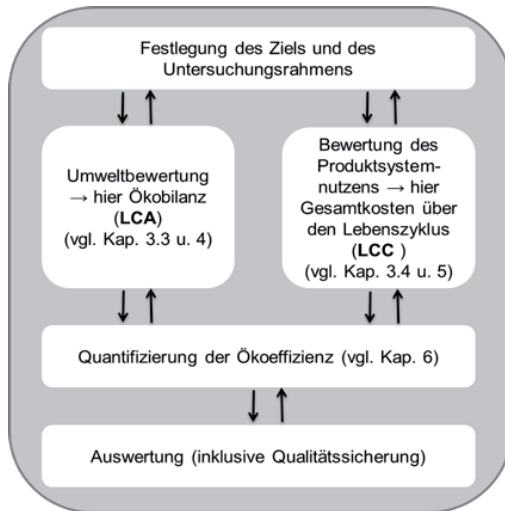 Festlegung des Ziels und des
Untersuchungsrahmens
Umweltbewertung
→ hier Ökobilanz
(LCA)
(vgl. Kap. 3.3 u. 4)
Bewertung des
Produktsystem-
nutzens → hier
Gesamtkosten über
den Lebenszyklus
(LCC )
(vgl. Kap. 3.4 u. 5)
Quantifizierung der Ökoeffizienz (vgl. Kap. 6)
Auswertung (inklusive Qualitätssicherung)